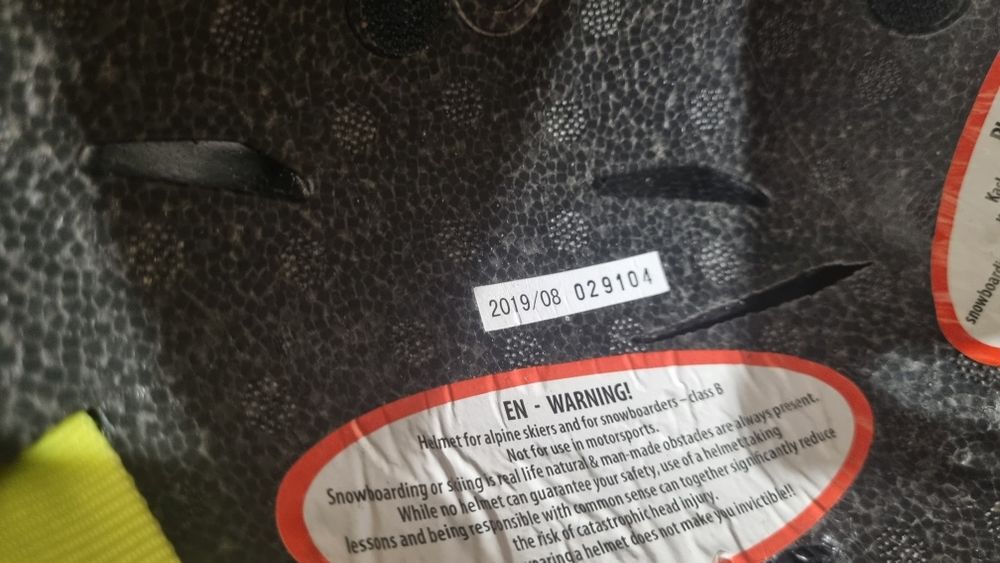 2019/08 029104
EN - WARNING!
Helmet for alpine skiers and for snowboarders - class B
Not for use in motorsports.
Snowboarding or skiing is real life natural & man-made obstacles are always present.
While no helmet can guarantee your safety, use of a helmet taking
lessons and being responsible with common sense can together significantly reduce
the risk of catastrophic head injury.
a helmet does not make you invictible!!
snowboard